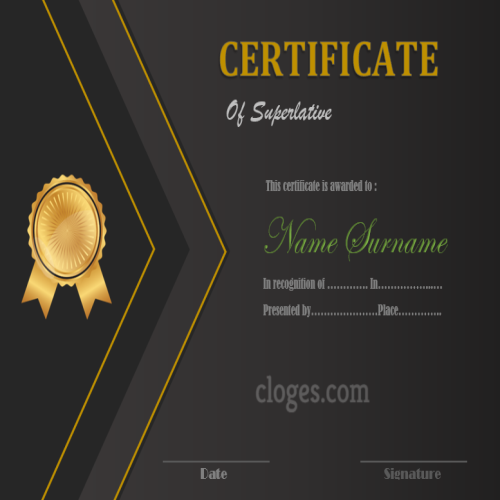 CERTIFICATE
Of Superlative
This certificate is awarded to :
Name Surname
In recognition of ............. In...................…
Presented by.....................Place..............
cloges.com
Date Signature